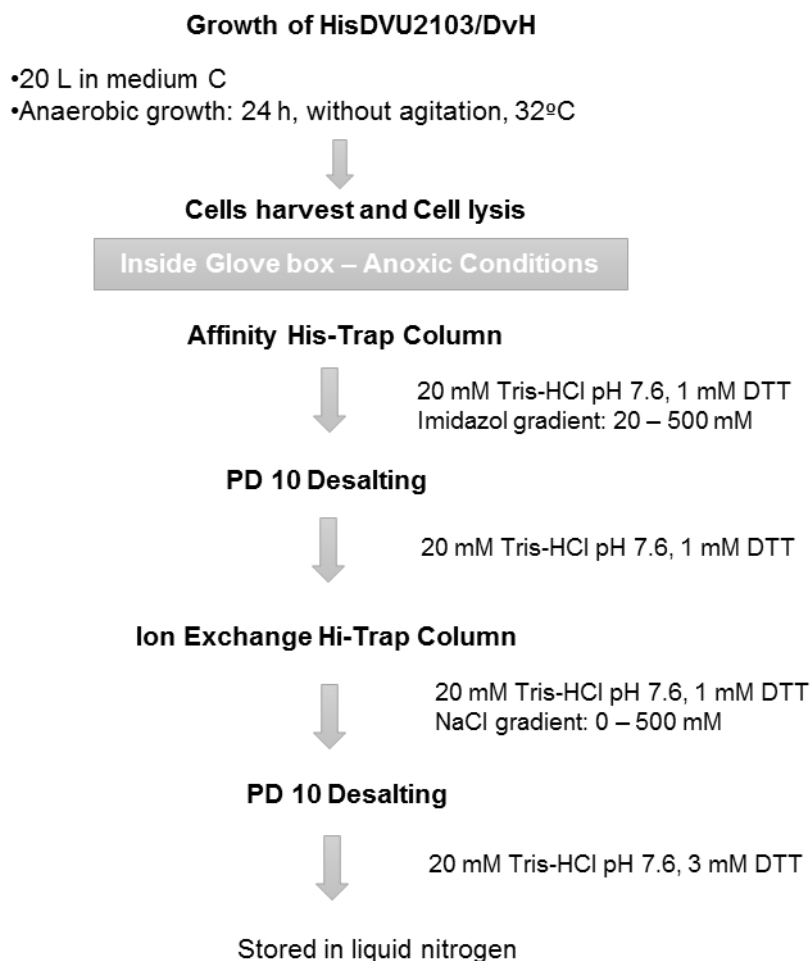 Growth of HisDVU2103/DvH
•20 L in medium C
•Anaerobic growth: 24 h, without agitation, 32ºC
Cells harvest and Cell lysis
Inside Glove box – Anoxic Conditions
Affinity His-Trap Column
20 mM Tris-HCl pH 7.6, 1 mM DTT
Imidazol gradient: 20 – 500 mM
PD 10 Desalting
20 mM Tris-HCl pH 7.6, 1 mM DTT
Ion Exchange Hi-Trap Column
20 mM Tris-HCl pH 7.6, 1 mM DTT
NaCl gradient: 0 – 500 mM
PD 10 Desalting
20 mM Tris-HCl pH 7.6, 3 mM DTT
Stored in liquid nitrogen